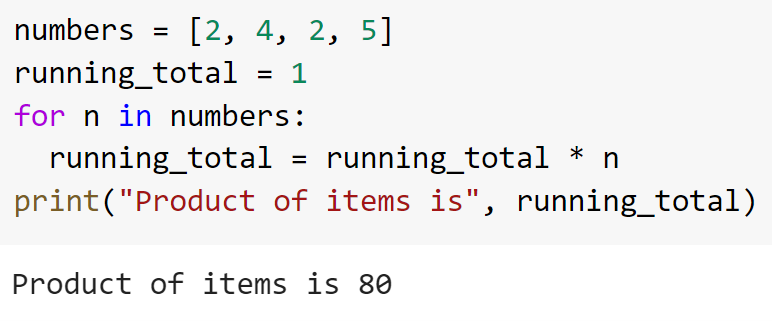 numbers = [2, 4, 2, 5]
running_total = 1
for n in numbers:
  running_total = running_total * n
print("Product of items is", running_total)
Product of items is 80